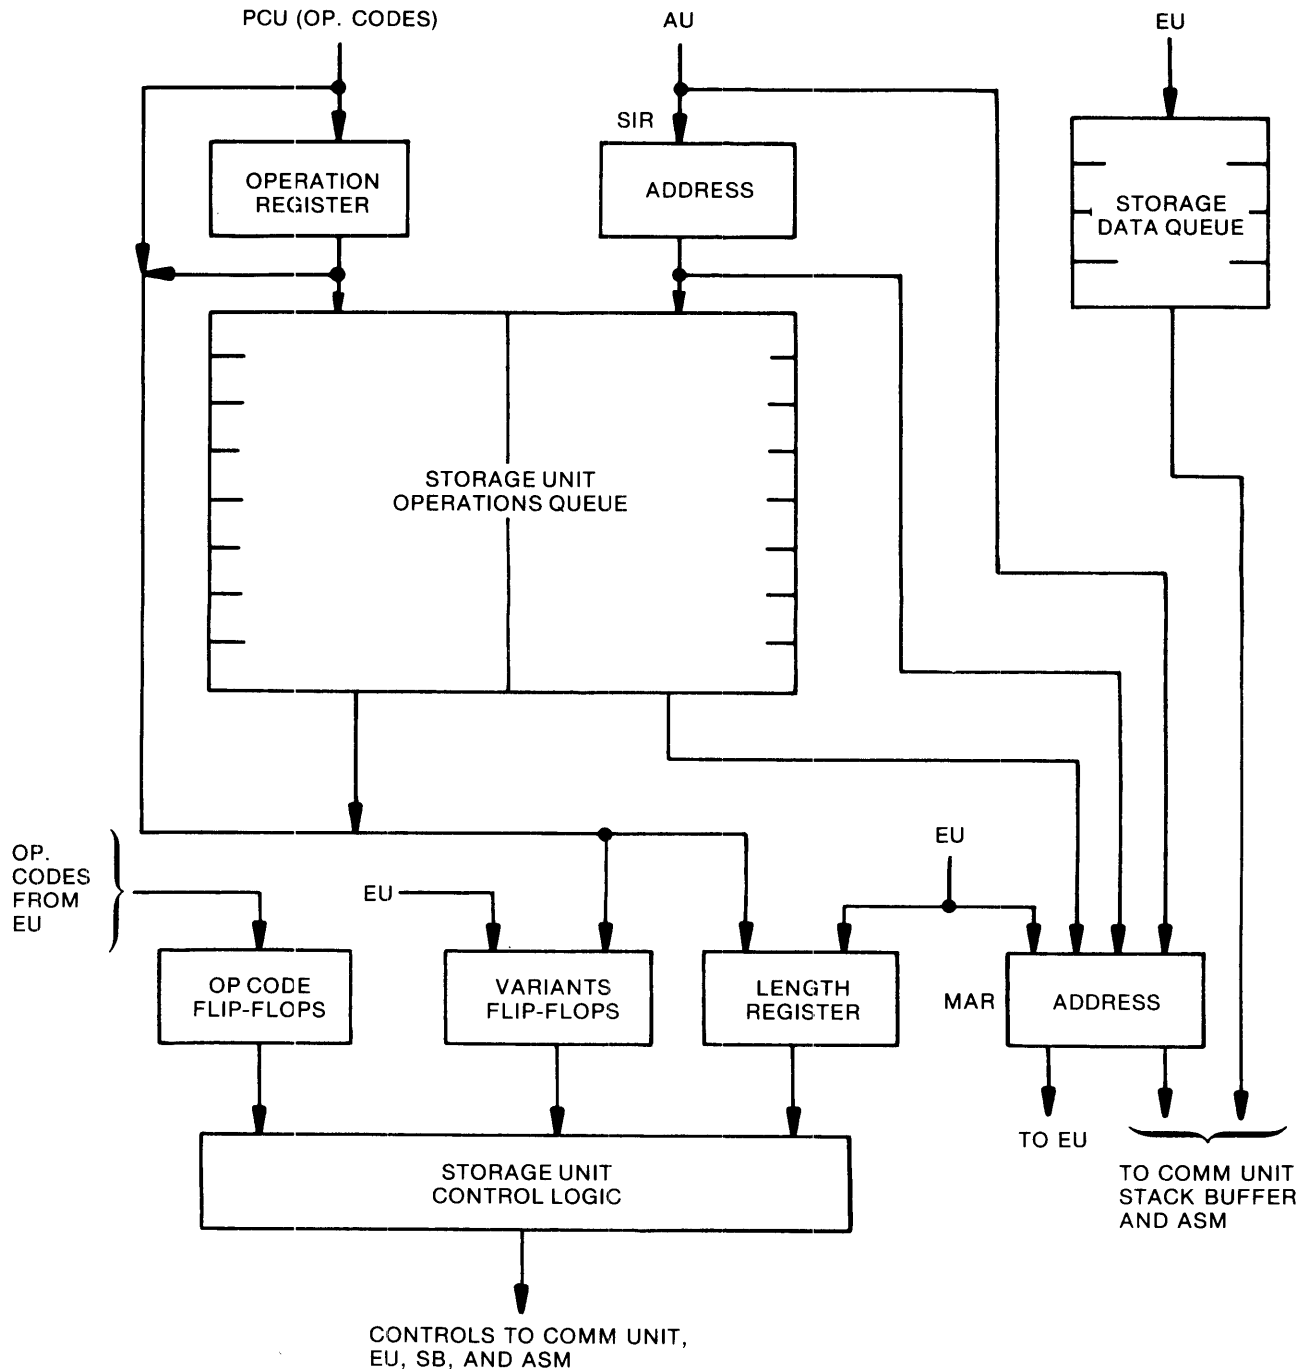 PCU (OP. CODES)
AU
EU
SIR
OPERATION
REGISTER
ADDRESS
STORAGE
DATA QUEUE
STORAGE UNIT
OPERATIONS QUEUE
OP.
CODES
FROM
EU
EU
EU
OP CODE
FLIP-FLOPS
VARIANTS
FLIP-FLOPS
LENGTH
REGISTER
MAR
ADDRESS
TO EU
STORAGE UNIT
CONTROL LOGIC
TO COMM UNIT
STACK BUFFER
AND ASM
CONTROLS TO COMM UNIT,
EU, SB, AND ASM